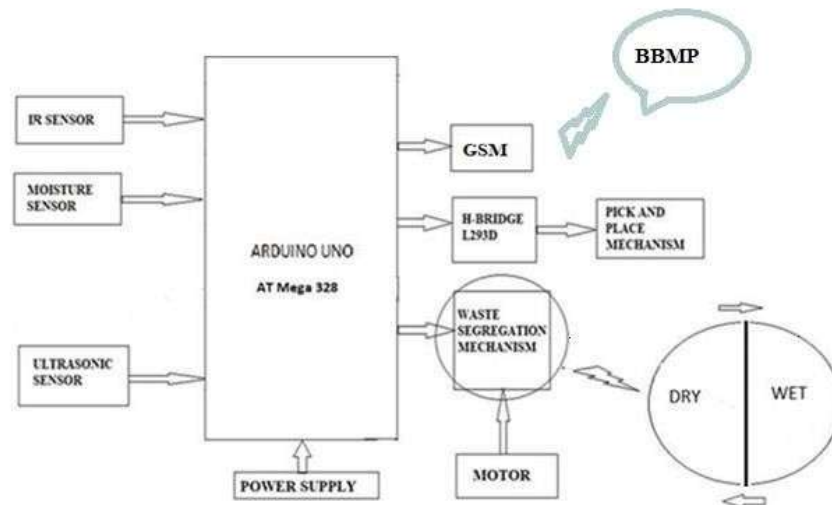 BBMP
IR SENSOR
GSM
MOISTURE
SENSOR
H-BRIDGE
L293D
PICK AND
PLACE
MECHANISM
ARDUINO UNO
AT Mega 328
WASTE
SEGREGATION
MECHANISM
ULTRASONIC
SENSOR
DRY
WET
POWER SUPPLY
MOTOR